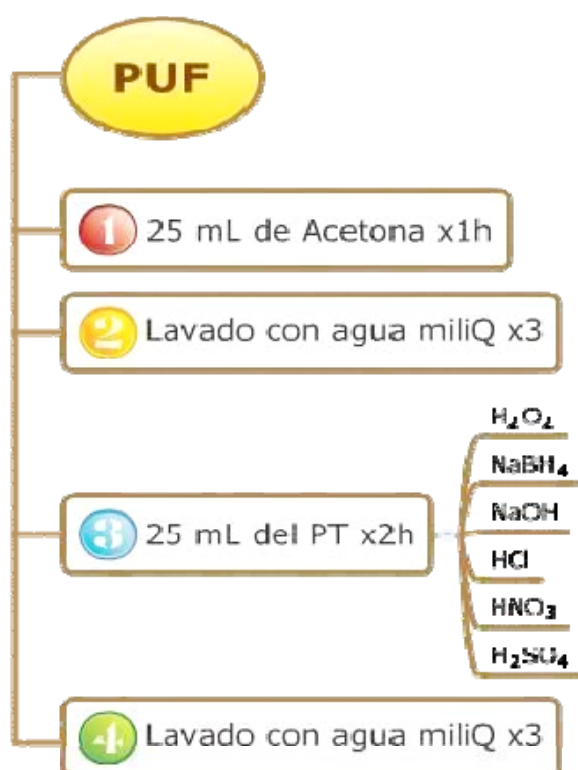 PUF
1 25 mL de Acetona x1h
2 Lavado con agua miliQ x3
H₂O₂
NaBH₄
NaOH
3 25 mL del PT x2h
HCl
HNO₃
H₂SO₄
4 Lavado con agua miliQ x3